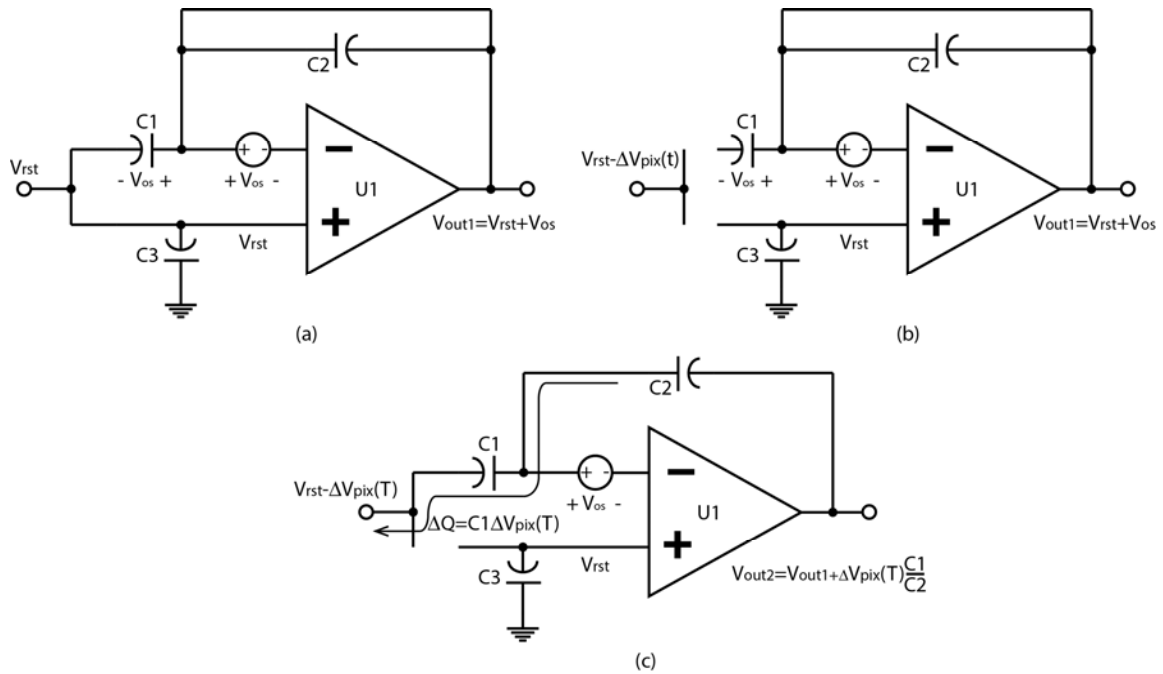 C2
C1
Vrst
- Vos +
+ Vos -
+ -
U1
Vrst
C3
Vout1=Vrst+Vos
(a)
C2
C1
Vrst-ΔVpix(t)
- Vos +
+ Vos -
+ -
U1
Vrst
C3
Vout1=Vrst+Vos
(b)
C2
C1
Vrst-ΔVpix(T)
+ Vos -
+ -
ΔQ=C1ΔVpix(T)
U1
Vrst
C3
Vout2=Vout1+ΔVpix(T)C1/C2
(c)